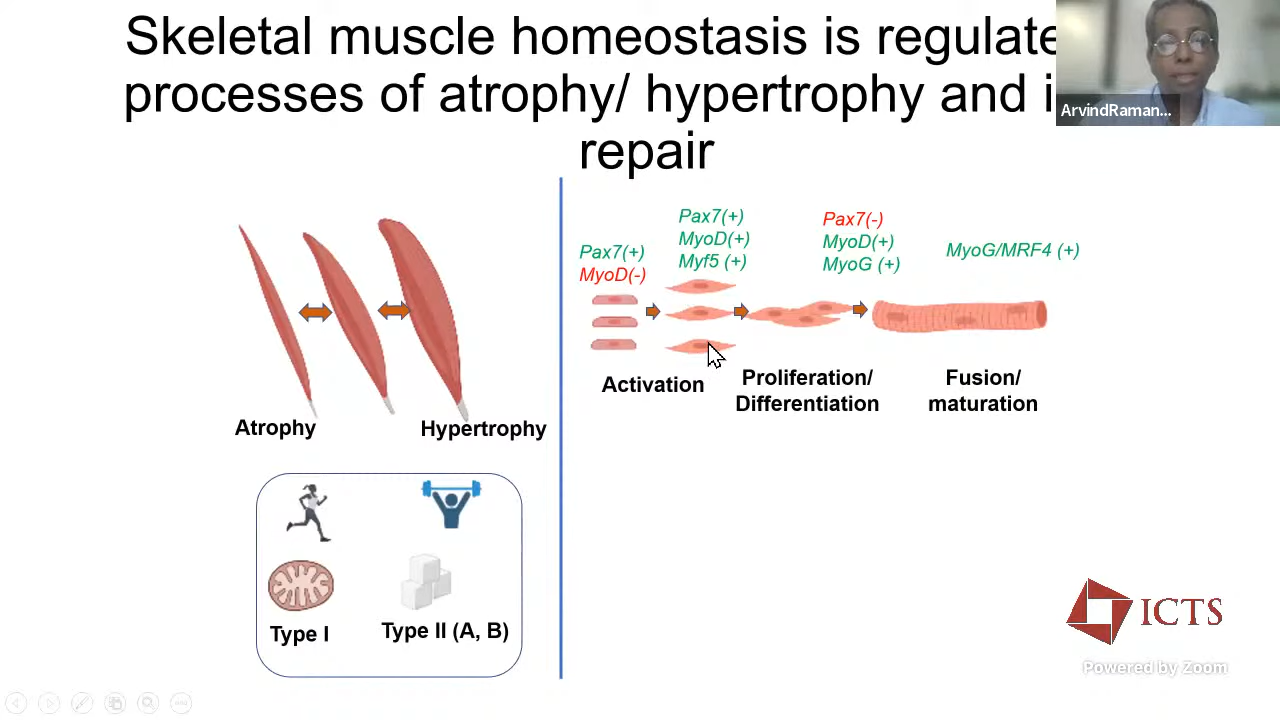 Skeletal muscle homeostasis is regulate
processes of atrophy/ hypertrophy and i
repair
ArvindRaman...
Atrophy
Hypertrophy
Type I
Type II (A, B)
Pax7(+)
MyoD(-)
Pax7(+)
MyoD(+)
Myf5 (+)
Pax7(-)
MyoD(+)
MyoG (+)
MyoG/MRF4 (+)
Activation
Proliferation/
Differentiation
Fusion/
maturation
ICTS
Powered by Zoom